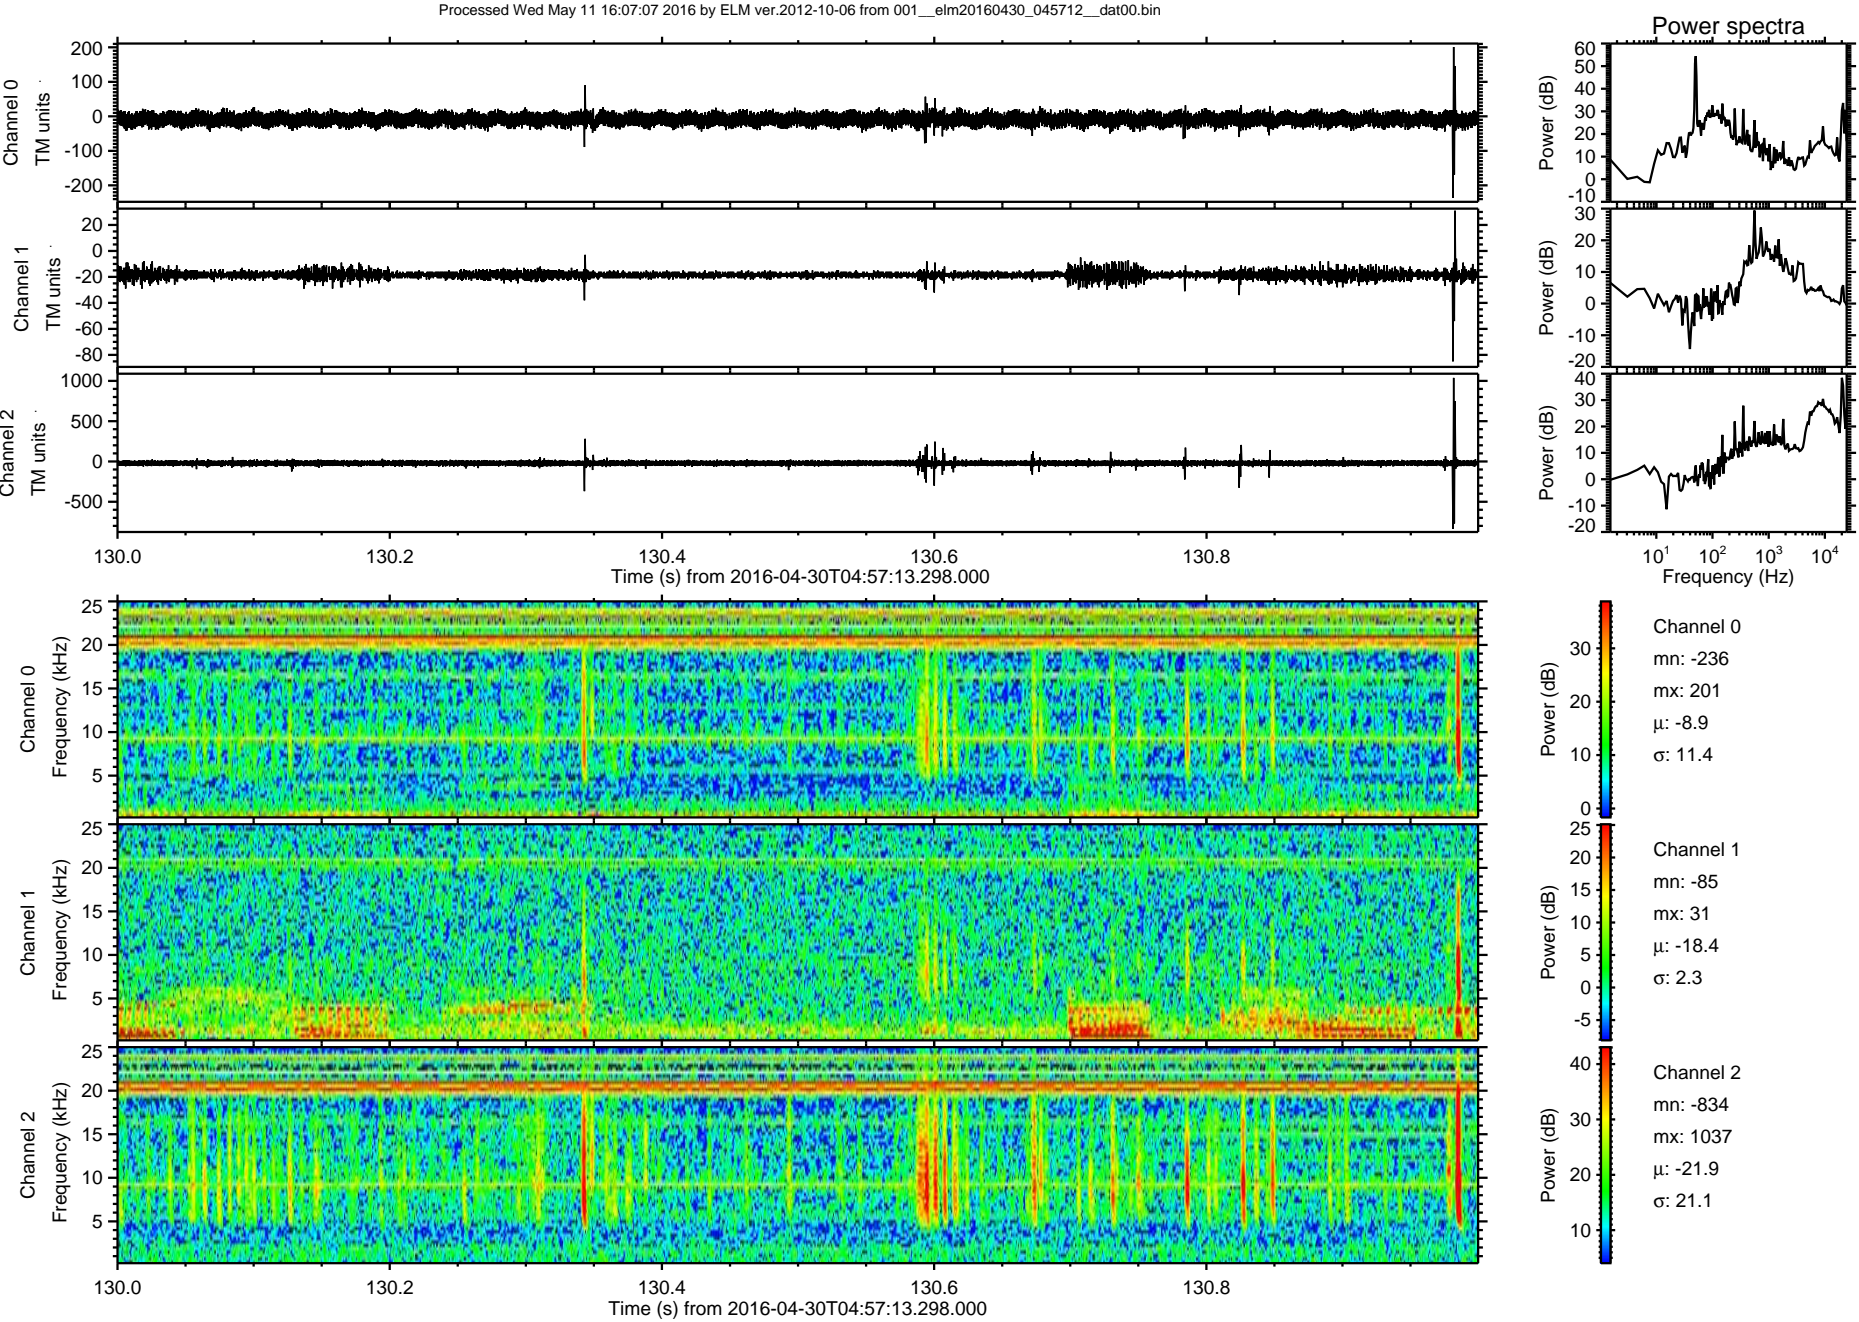 Processed Wed May 11 16:07:07 2016 by ELM ver.2012-10-06 from 001__elm20160430_045712__dat00.bin
Power spectra
Channel 0
TM units
200
100
0
-100
-200
Power (dB)
60
50
40
30
20
10
0
-10
Channel 1
TM units
20
0
-20
-40
-60
-80
Power (dB)
30
20
10
0
-10
-20
Channel 2
TM units
1000
500
0
-500
Power (dB)
40
30
20
10
0
-10
-20
130.0 130.2 130.4 130.6 130.8
Time (s) from 2016-04-30T04:57:13.298.000
10^1 10^2 10^3 10^4
Frequency (Hz)
Channel 0
Frequency (kHz)
25
20
15
10
5
Power (dB)
30
20
10
0
Channel 0
mn: -236
mx: 201
μ: -8.9
σ: 11.4
Channel 1
Frequency (kHz)
25
20
15
10
5
Power (dB)
25
20
15
10
5
0
-5
Channel 1
mn: -85
mx: 31
μ: -18.4
σ: 2.3
Channel 2
Frequency (kHz)
25
20
15
10
5
Power (dB)
40
30
20
10
Channel 2
mn: -834
mx: 1037
μ: -21.9
σ: 21.1
130.0 130.2 130.4 130.6 130.8
Time (s) from 2016-04-30T04:57:13.298.000